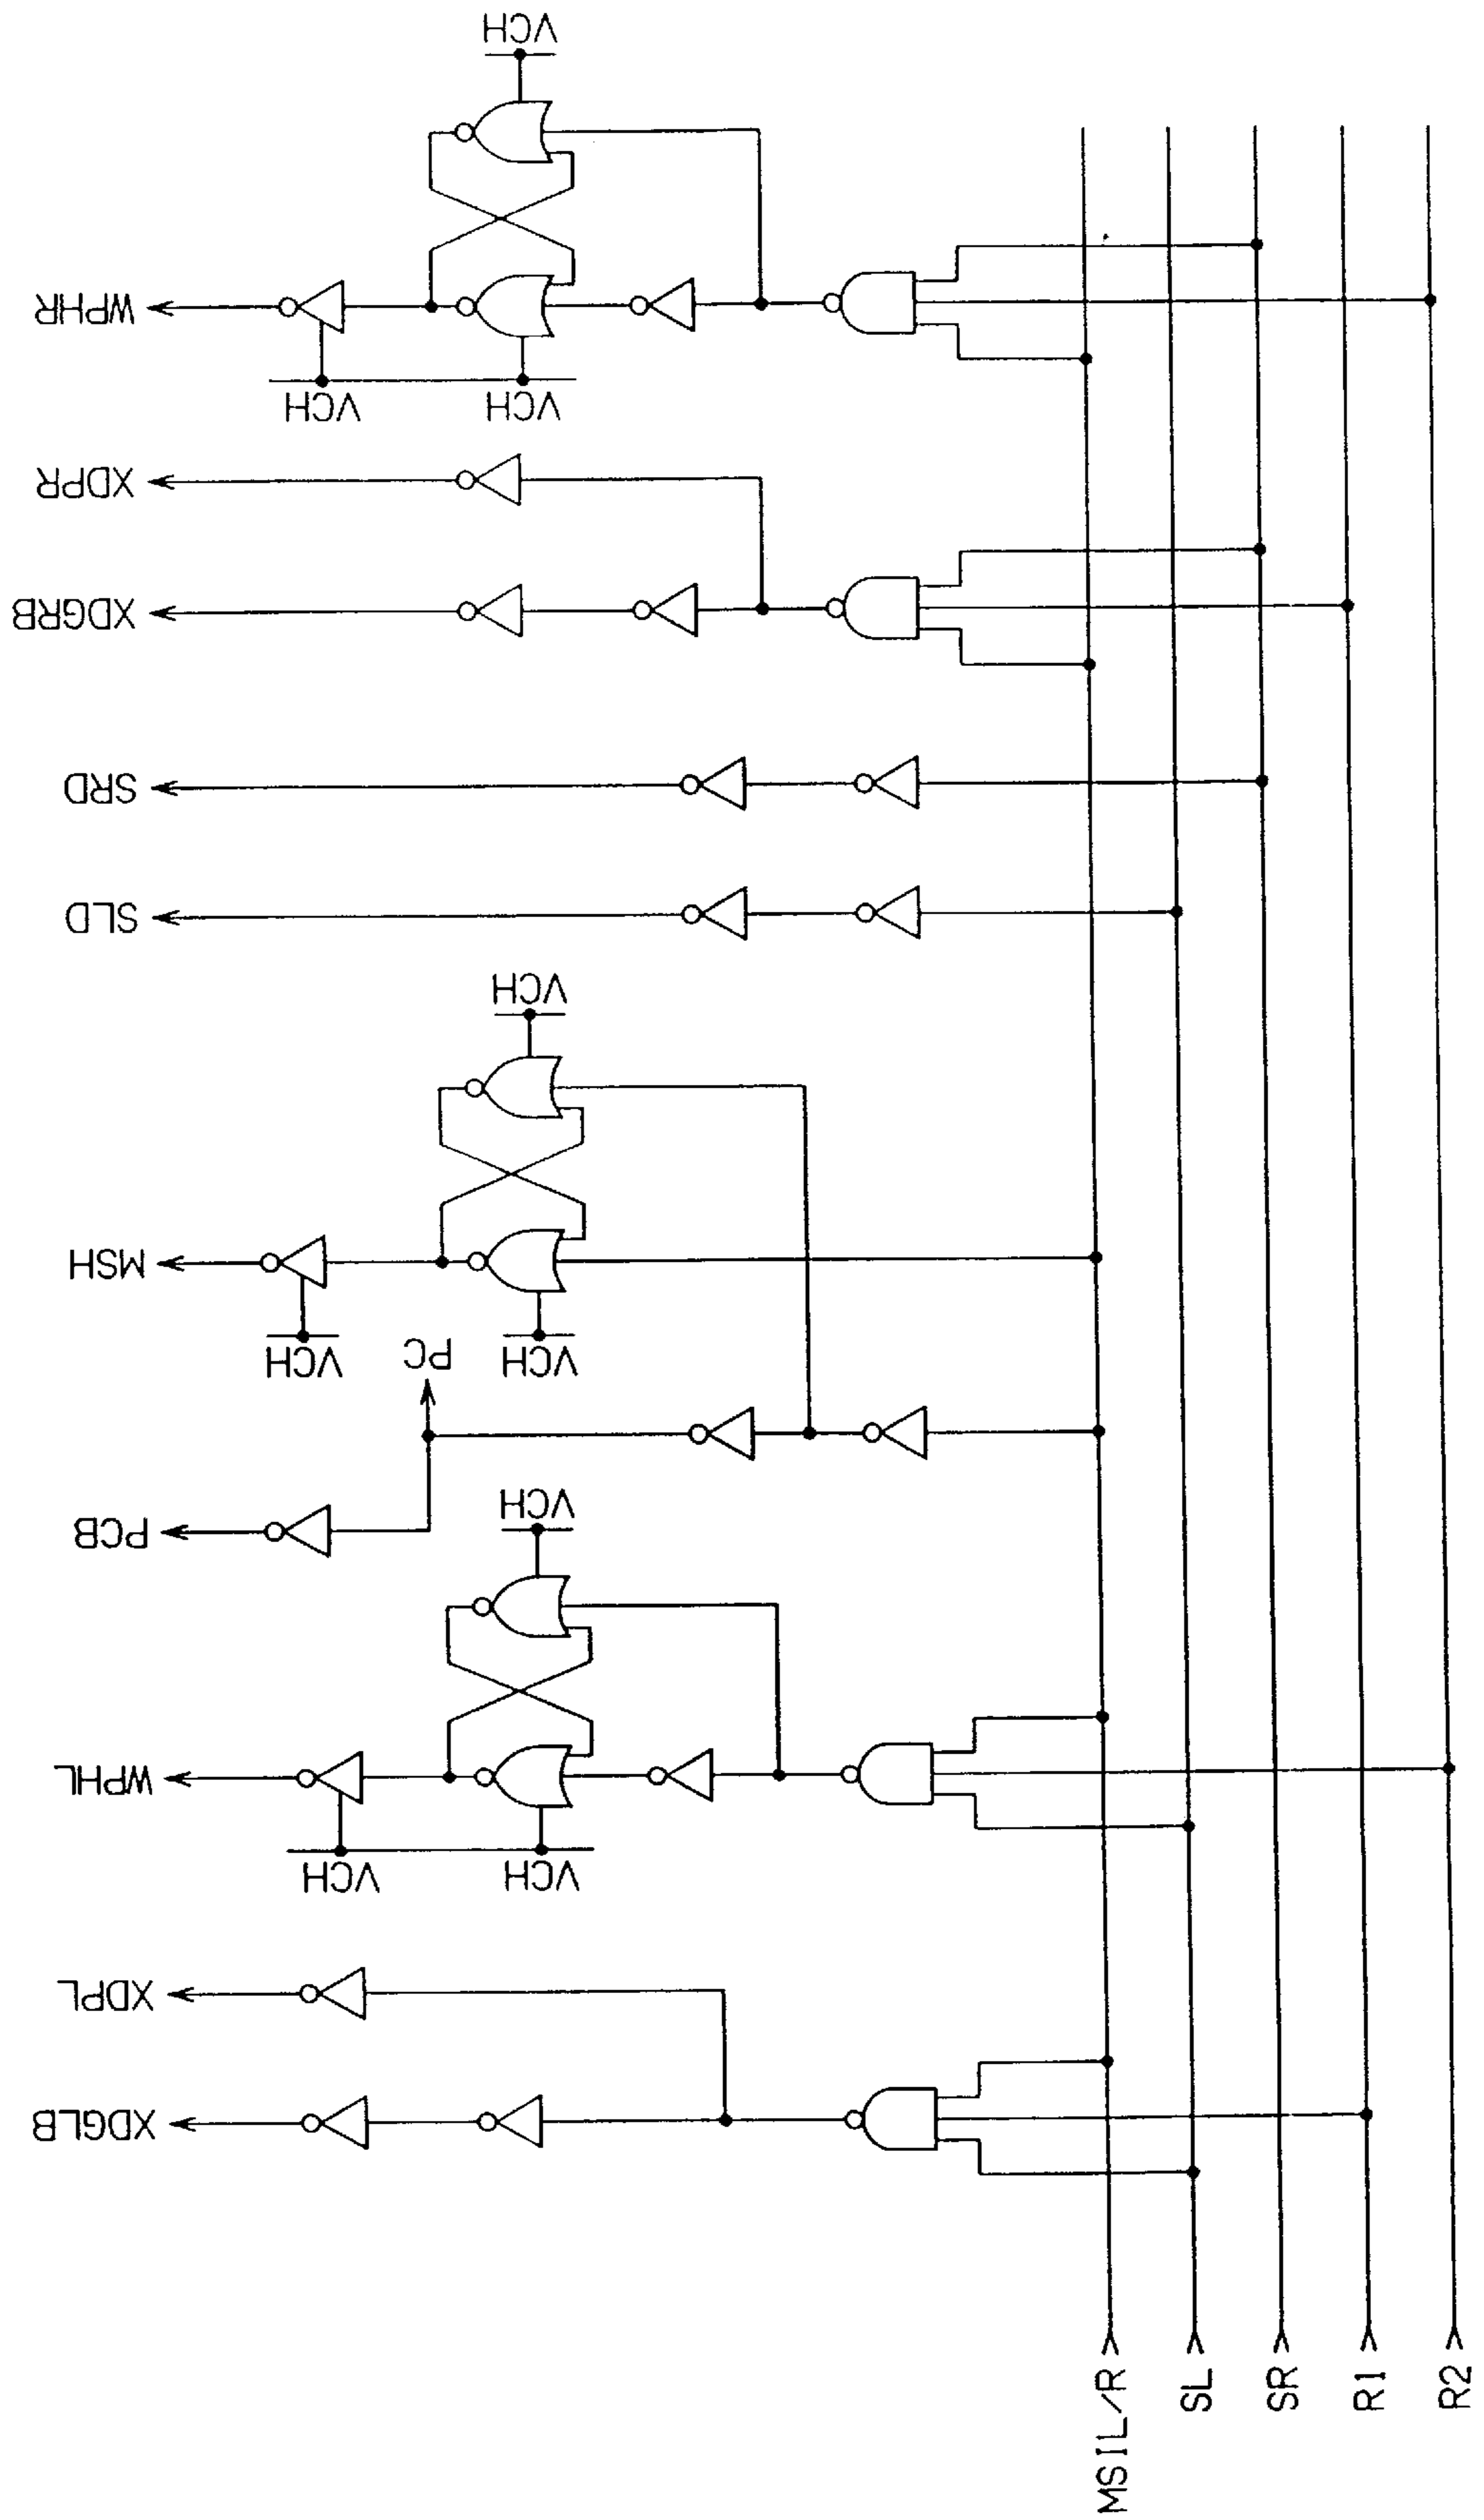 VCH
WPHR
VCH
VCH
XDPR
XDGRB
SRD
SLD
VCH
MSH
VCH
PC
VCH
PCB
VCH
WPHL
VCH
VCH
XDPL
XDGLB
MSIL/R
SL
SR
R1
R2